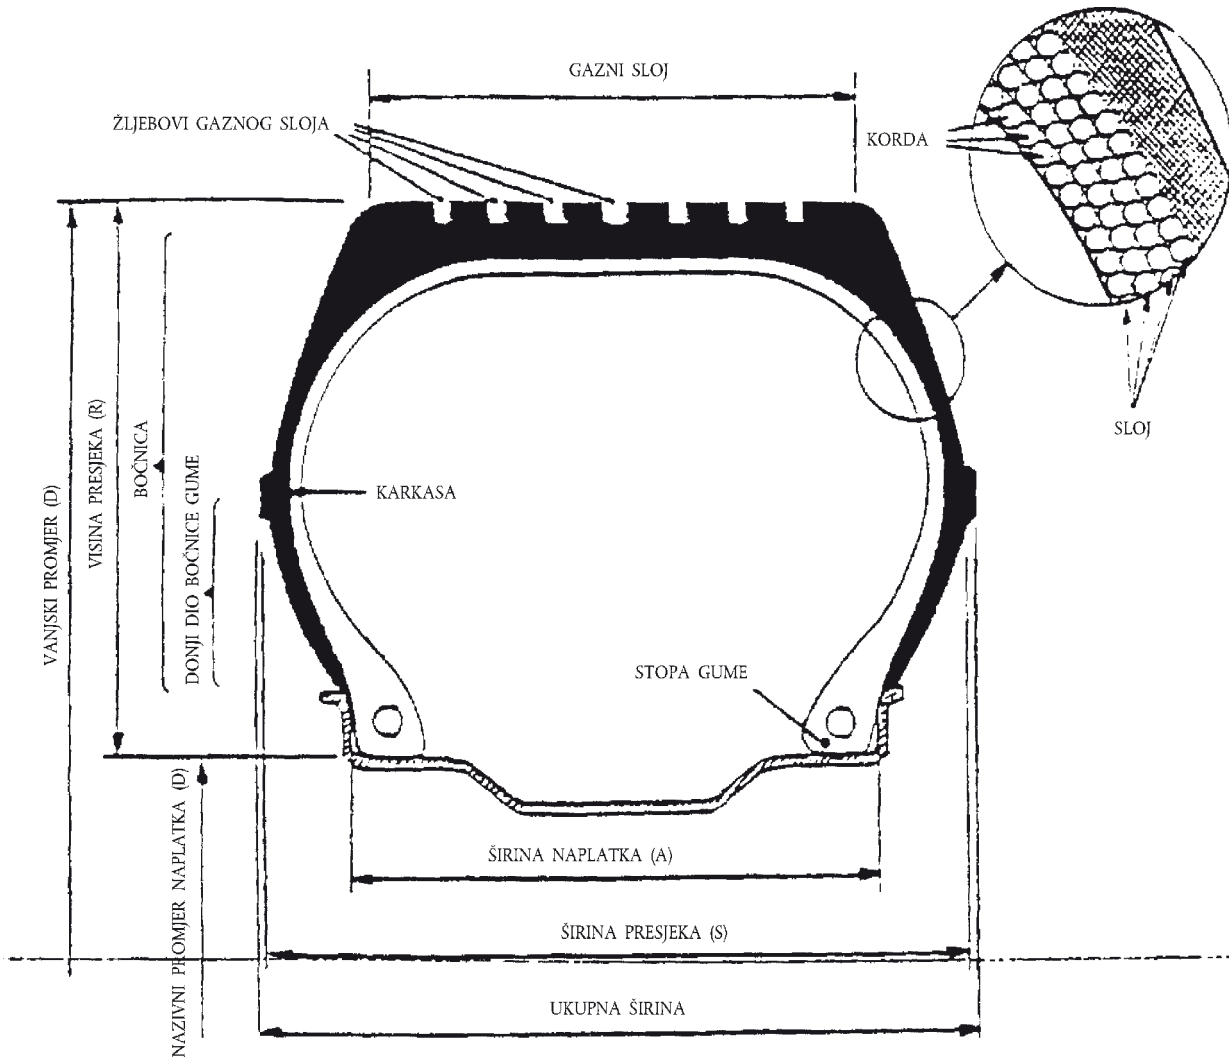 GAZNI SLOJ
ŽLJEBOVI GAZNOG SLOJA
KORDA
SLOJ
VANJSKI PROMJER (D)
VISINA PRESJEKA (R)
BOČNICA
DONJI DIO BOČNICE GUME
KARKASA
STOPA GUME
NAZIVNI PROMJER NAPLATKA (D)
ŠIRINA NAPLATKA (A)
ŠIRINA PRESJEKA (S)
UKUPNA ŠIRINA